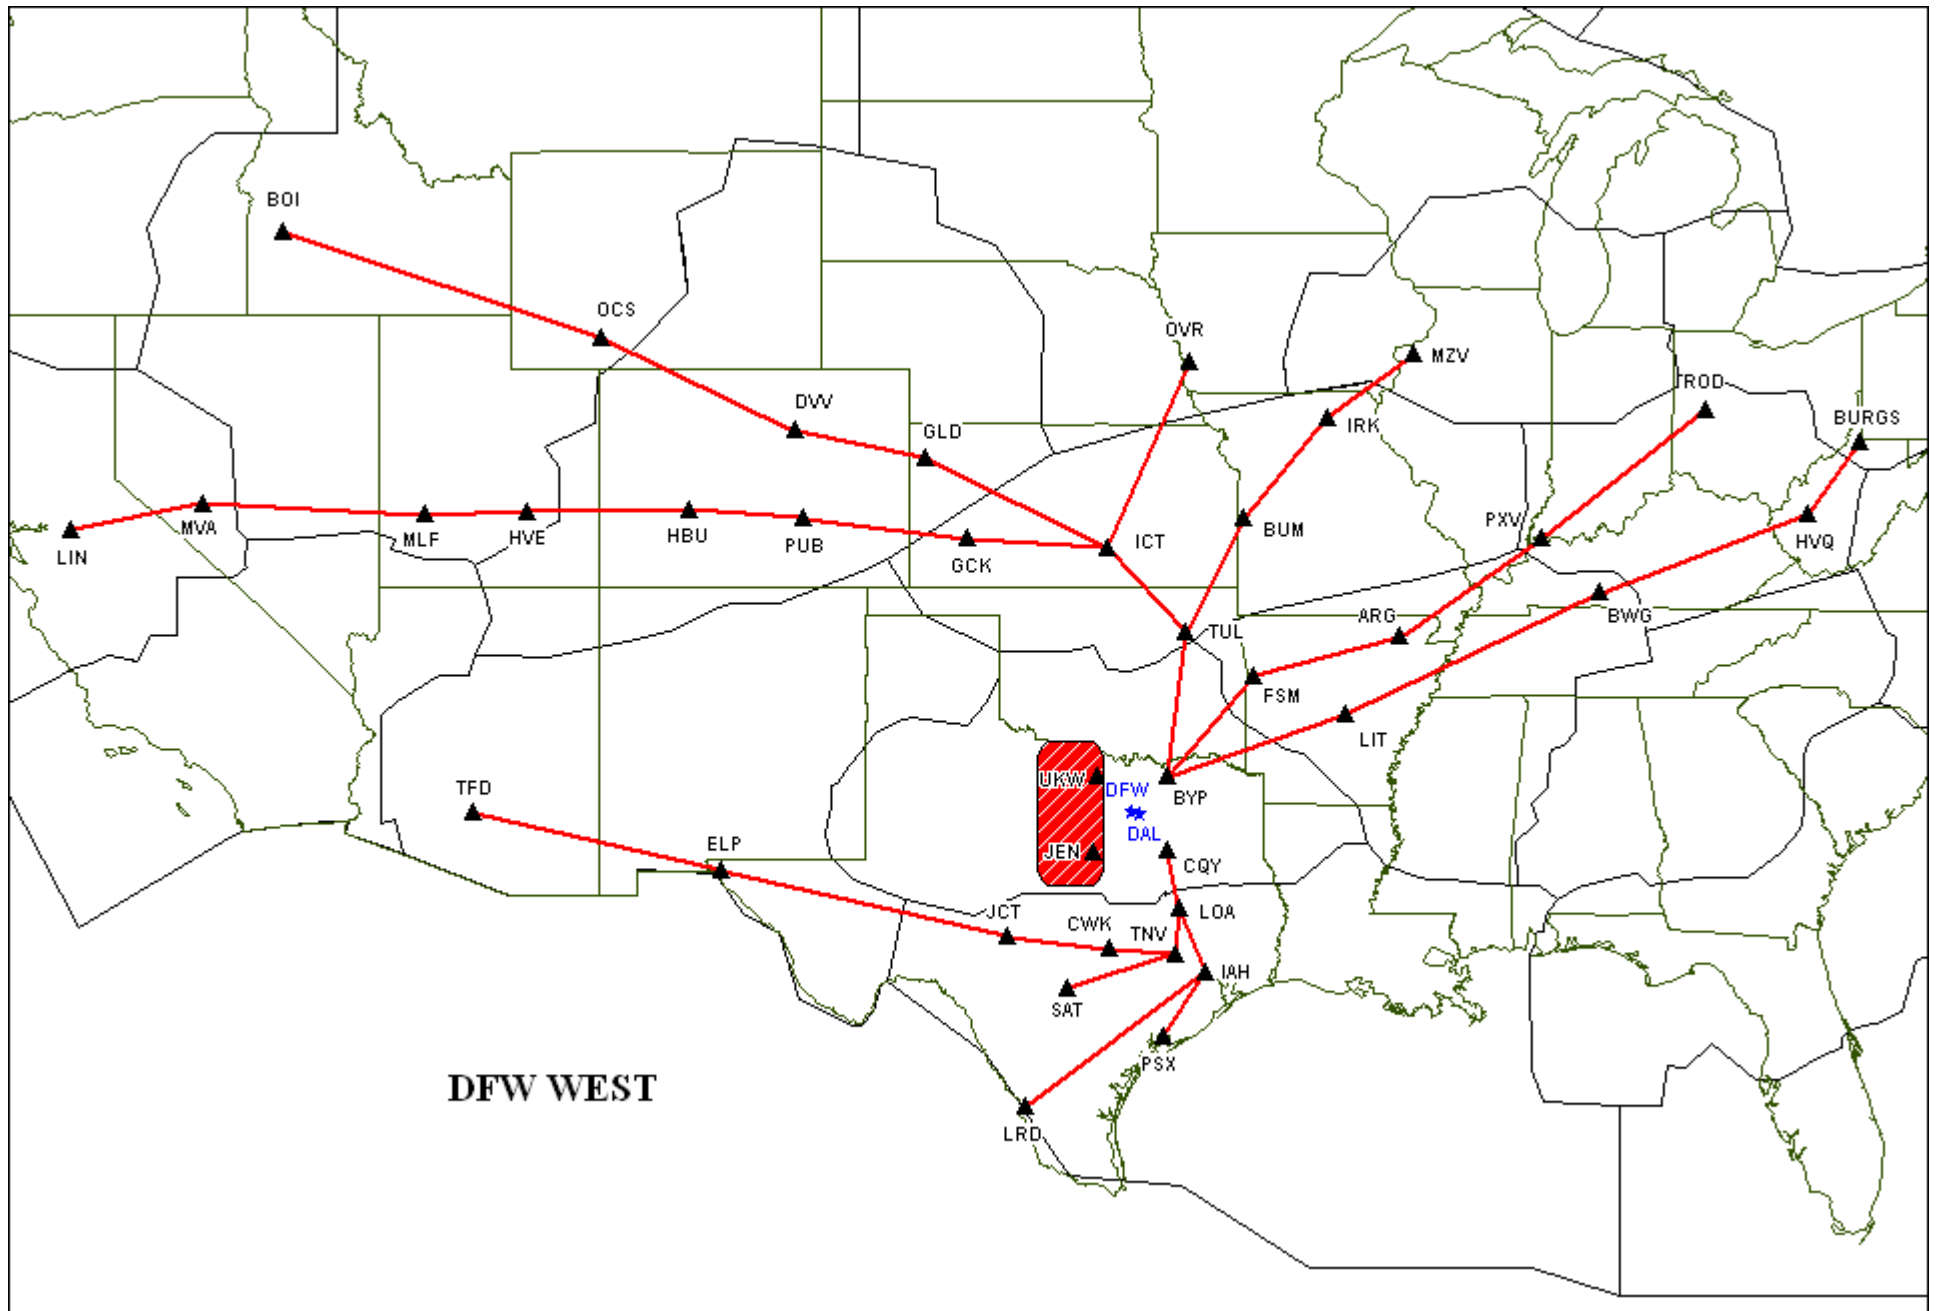 BOI
OCS
OVR
MZV
ROD
DVV
GLD
IRK
BURGS
MVA
LIN
MLF
HVE
HBU
PUB
GCK
ICT
BUM
PXV
HVQ
TUL
ARG
BWG
FSM
LIT
TFD
UKW
DFW
BYP
DAL
ELP
JEN
CQY
JCT
CWK
TNV
LOA
IAH
SAT
PSX
DFW WEST
LRD